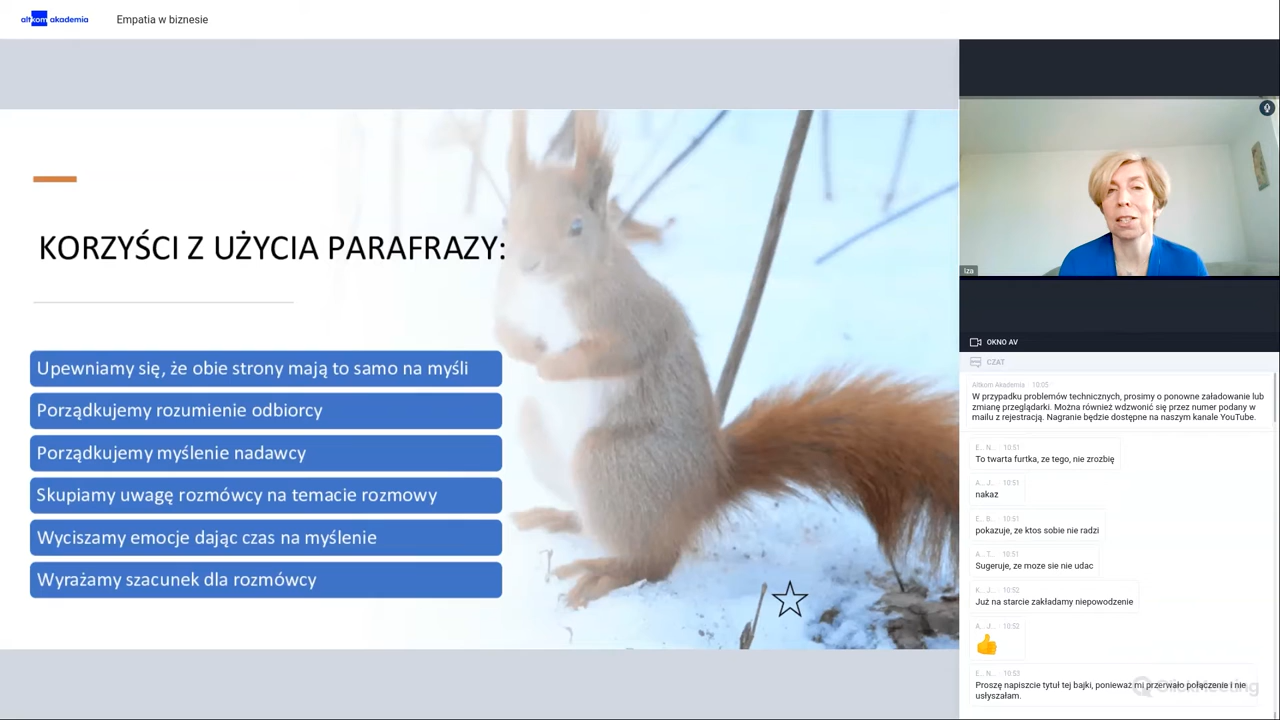 altkom akademia
Empatia w biznesie
KORZYŚCI Z UŻYCIA PARAFRAZY:
Upewniamy się, że obie strony mają to samo na myśli
Porządkujemy rozumienie odbiorcy
Porządkujemy myślenie nadawcy
Skupiamy uwagę rozmówcy na temacie rozmowy
Wyciszamy emocje dając czas na myślenie
Wyrażamy szacunek dla rozmówcy
Iza
OKNO AV
CZAT
Altkom Akademia · 10:05
W przypadku problemów technicznych, prosimy o ponowne załadowanie lub
zmianę przeglądarki. Można również wdzwonić się przez numer podany w
mailu z rejestracją. Nagranie będzie dostępne na naszym kanale YouTube.
E... N... · 10:51
To twarta furtka, ze tego, nie zrozbię
A... J... · 10:51
nakaz
E... B... · 10:51
pokazuje, ze ktos sobie nie radzi
A... T... · 10:51
Sugeruje, ze moze sie nie udac
K... J... · 10:52
Już na starcie zakładamy niepowodzenie
A... J... · 10:52
E... N... · 10:53
Proszę napiszcie tytuł tej bajki, ponieważ mi przerwało połączenie i nie
usłyszałam.
ClickMeeting